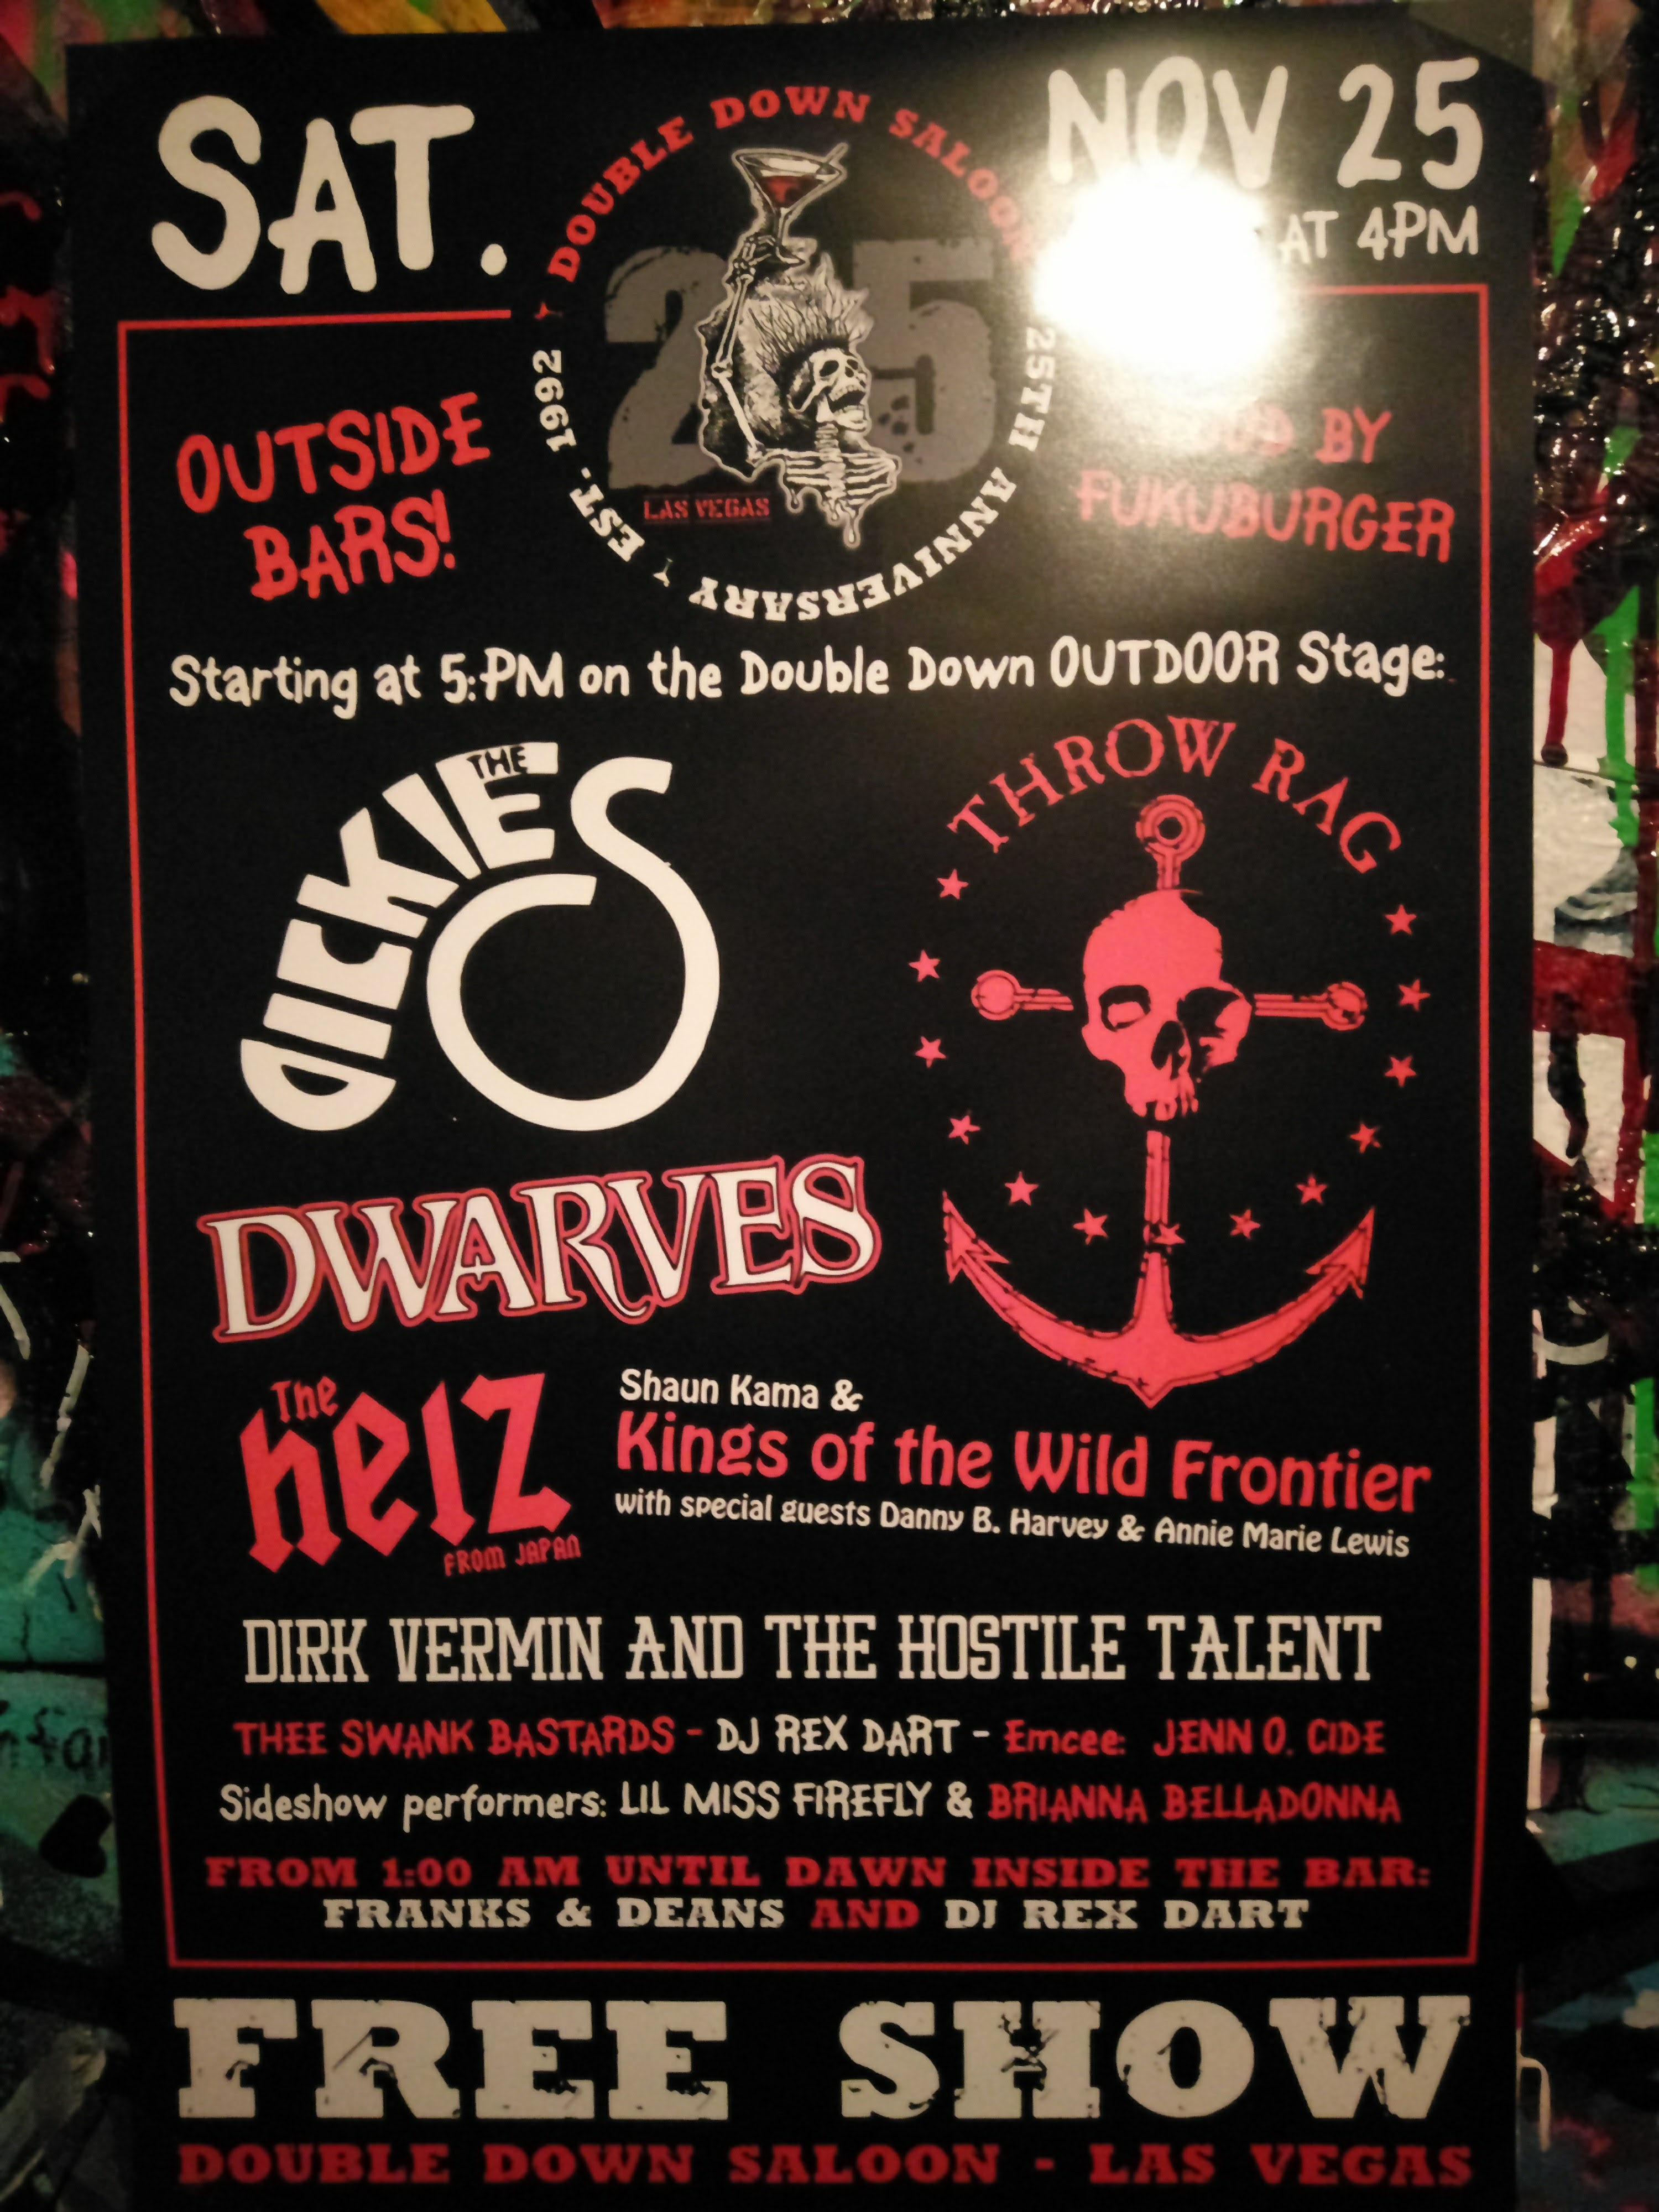 SAT.
NOV 25
AT 4PM
DOUBLE DOWN SALOON
25TH ANNIVERSARY
EST. 1992
25
LAS VEGAS
OUTSIDE
BARS!
BY
FUKUBURGER
Starting at 5:PM on the Double Down OUTDOOR Stage:
THE
DICKIES
THROW RAG
DWARVES
The
helz
FROM JAPAN
Shaun Kama &
Kings of the Wild Frontier
with special guests Danny B. Harvey & Annie Marie Lewis
DIRK VERMIN AND THE HOSTILE TALENT
THEE SWANK BASTARDS - DJ REX DART - Emcee: JENN O. CIDE
Sideshow performers: LIL MISS FIREFLY & BRIANNA BELLADONNA
FROM 1:00 AM UNTIL DAWN INSIDE THE BAR:
FRANKS & DEANS AND DJ REX DART
FREE SHOW
DOUBLE DOWN SALOON - LAS VEGAS